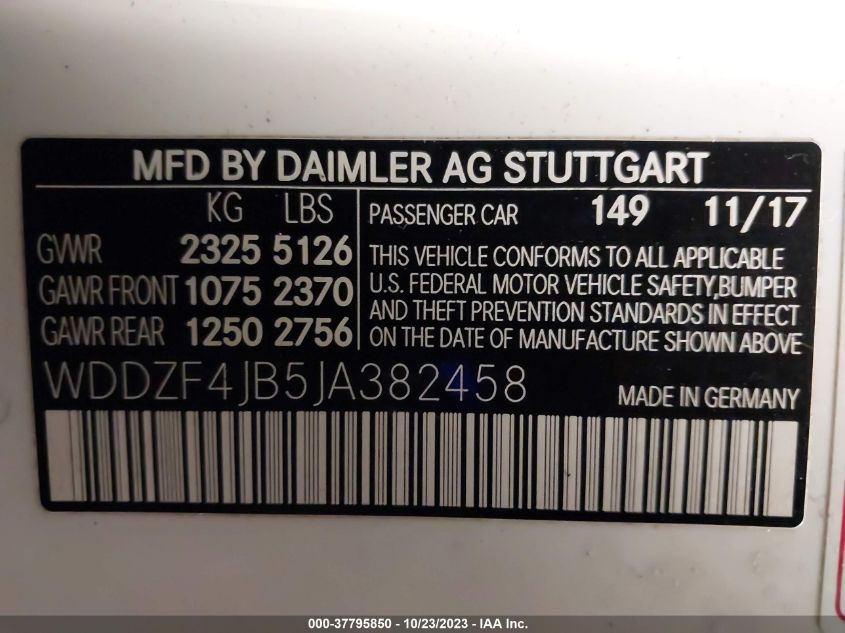 MFD BY DAIMLER AG STUTTGART
KG LBS
GVWR 2325 5126
GAWR FRONT 1075 2370
GAWR REAR 1250 2756
PASSENGER CAR 149 11/17
THIS VEHICLE CONFORMS TO ALL APPLICABLE
U.S. FEDERAL MOTOR VEHICLE SAFETY,BUMPER
AND THEFT PREVENTION STANDARDS IN EFFECT
ON THE DATE OF MANUFACTURE SHOWN ABOVE
WDDZF4JB5JA382458
MADE IN GERMANY
000-37795850 - 10/23/2023 - IAA Inc.